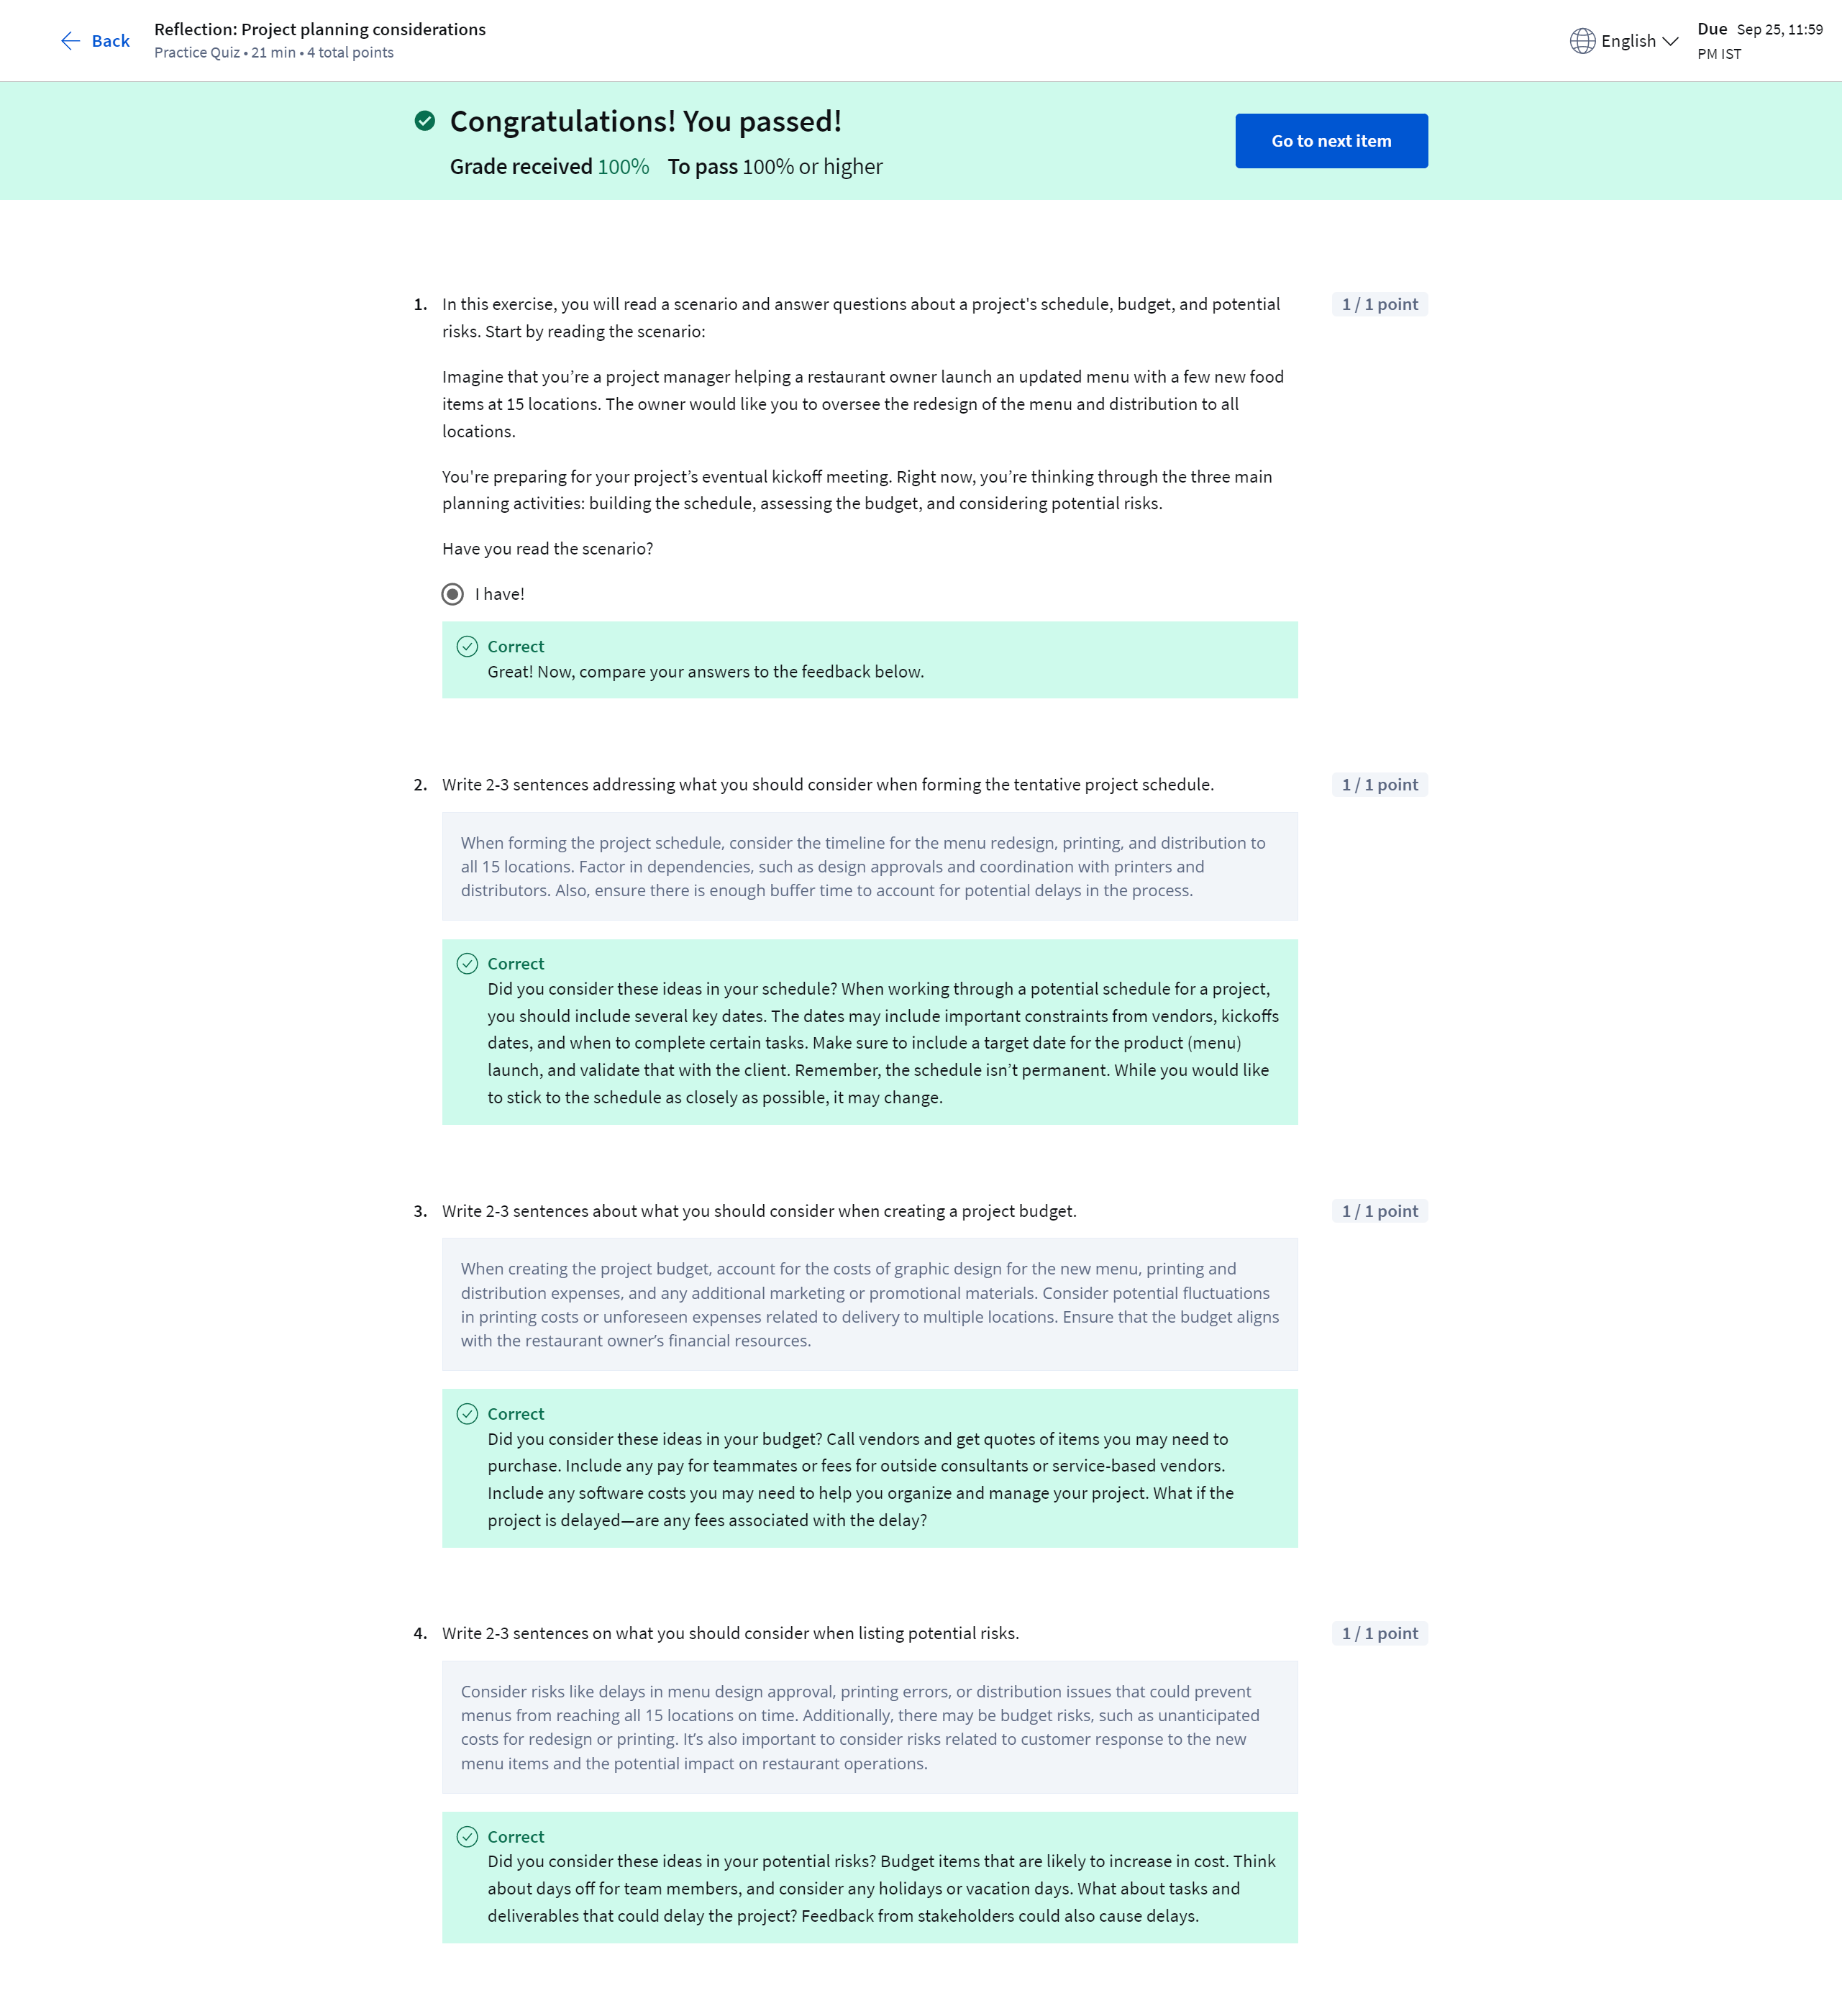 Back
Reflection: Project planning considerations
Practice Quiz • 21 min • 4 total points
English
Due Sep 25, 11:59
PM IST
Congratulations! You passed!
Grade received 100% To pass 100% or higher
Go to next item
1. In this exercise, you will read a scenario and answer questions about a project's schedule, budget, and potential
risks. Start by reading the scenario:
1 / 1 point
Imagine that you’re a project manager helping a restaurant owner launch an updated menu with a few new food
items at 15 locations. The owner would like you to oversee the redesign of the menu and distribution to all
locations.
You're preparing for your project’s eventual kickoff meeting. Right now, you’re thinking through the three main
planning activities: building the schedule, assessing the budget, and considering potential risks.
Have you read the scenario?
I have!
Correct
Great! Now, compare your answers to the feedback below.
2. Write 2-3 sentences addressing what you should consider when forming the tentative project schedule.
1 / 1 point
When forming the project schedule, consider the timeline for the menu redesign, printing, and distribution to
all 15 locations. Factor in dependencies, such as design approvals and coordination with printers and
distributors. Also, ensure there is enough buffer time to account for potential delays in the process.
Correct
Did you consider these ideas in your schedule? When working through a potential schedule for a project,
you should include several key dates. The dates may include important constraints from vendors, kickoffs
dates, and when to complete certain tasks. Make sure to include a target date for the product (menu)
launch, and validate that with the client. Remember, the schedule isn’t permanent. While you would like
to stick to the schedule as closely as possible, it may change.
3. Write 2-3 sentences about what you should consider when creating a project budget.
1 / 1 point
When creating the project budget, account for the costs of graphic design for the new menu, printing and
distribution expenses, and any additional marketing or promotional materials. Consider potential fluctuations
in printing costs or unforeseen expenses related to delivery to multiple locations. Ensure that the budget aligns
with the restaurant owner’s financial resources.
Correct
Did you consider these ideas in your budget? Call vendors and get quotes of items you may need to
purchase. Include any pay for teammates or fees for outside consultants or service-based vendors.
Include any software costs you may need to help you organize and manage your project. What if the
project is delayed—are any fees associated with the delay?
4. Write 2-3 sentences on what you should consider when listing potential risks.
1 / 1 point
Consider risks like delays in menu design approval, printing errors, or distribution issues that could prevent
menus from reaching all 15 locations on time. Additionally, there may be budget risks, such as unanticipated
costs for redesign or printing. It’s also important to consider risks related to customer response to the new
menu items and the potential impact on restaurant operations.
Correct
Did you consider these ideas in your potential risks? Budget items that are likely to increase in cost. Think
about days off for team members, and consider any holidays or vacation days. What about tasks and
deliverables that could delay the project? Feedback from stakeholders could also cause delays.